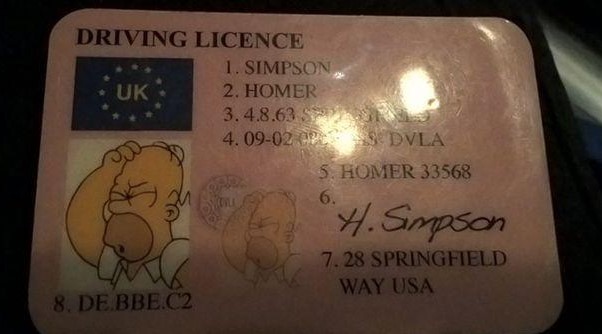 DRIVING LICENCE
UK
1. SIMPSON
2. HOMER
3. 4.8.63
4. 09-02 DVLA
5. HOMER 33568
6.
H. Simpson
7. 28 SPRINGFIELD
WAY USA
8. DE.BBE.C2